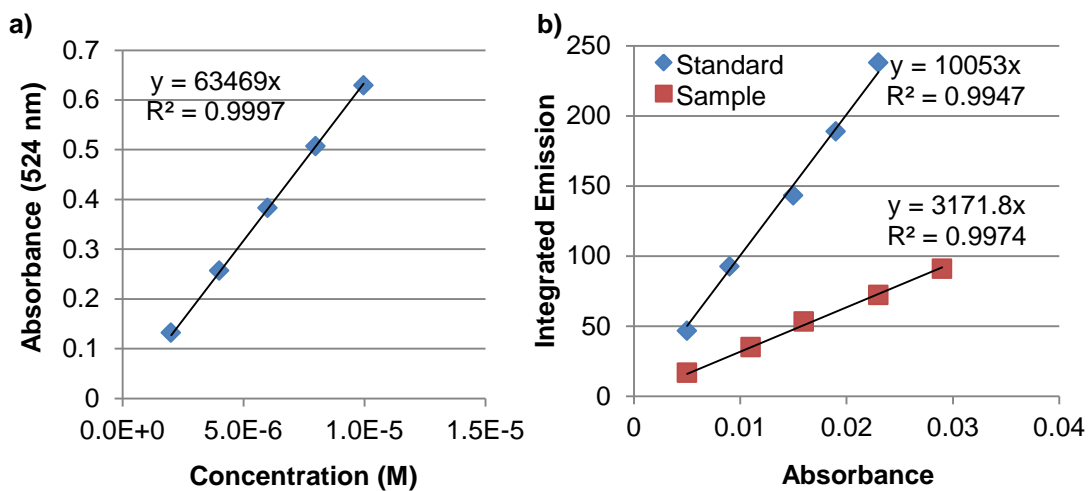 a)
Absorbance (524 nm)
0.7
0.6
0.5
0.4
0.3
0.2
0.1
0
y = 63469x
R² = 0.9997
0.0E+0 5.0E-6 1.0E-5 1.5E-5
Concentration (M)
b)
Integrated Emission
250
200
150
100
50
0
Standard
Sample
y = 10053x
R² = 0.9947
y = 3171.8x
R² = 0.9974
0 0.01 0.02 0.03 0.04
Absorbance